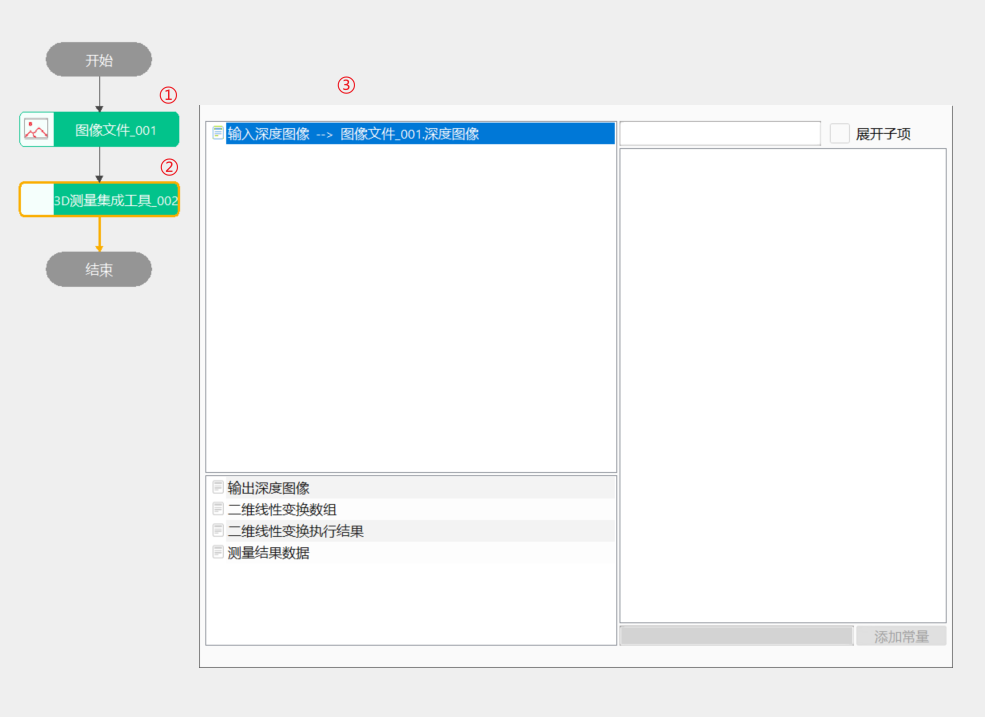 开始
①
图像文件_001
②
3D测量集成工具_002
结束
③
输入深度图像 --> 图像文件_001.深度图像
展开子项
输出深度图像
二维线性变换数组
二维线性变换执行结果
测量结果数据
添加常量